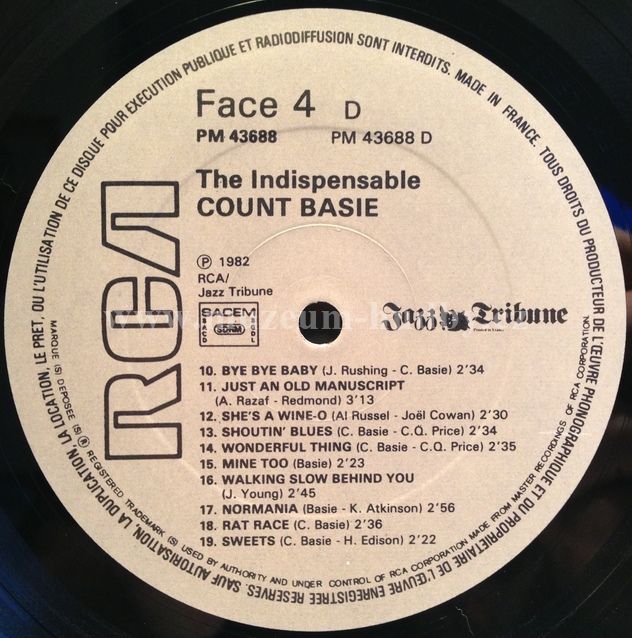 Face 4 D
PM 43688 PM 43688 D
The Indispensable
COUNT BASIE
RCA
℗ 1982
RCA/
Jazz Tribune
SACEM
SACD SDRM SGDL
Jazz Tribune
10. BYE BYE BABY (J. Rushing - C. Basie) 2'34
11. JUST AN OLD MANUSCRIPT
(A. Razaf - Redmond) 3'13
12. SHE'S A WINE-O (Al Russel - Joël Cowan) 2'30
13. SHOUTIN' BLUES (C. Basie - C.Q. Price) 2'34
14. WONDERFUL THING (C. Basie - C.Q. Price) 2'35
15. MINE TOO (Basie) 2'23
16. WALKING SLOW BEHIND YOU
(J. Young) 2'45
17. NORMANIA (Basie - K. Atkinson) 2'56
18. RAT RACE (C. Basie) 2'36
19. SWEETS (C. Basie - H. Edison) 2'22
MADE IN FRANCE. TOUS DROITS DU PRODUCTEUR DE L'ŒUVRE PHONOGRAPHIQUE ET DU PROPRIETAIRE DE L'ŒUVRE ENREGISTREE RESERVES. SAUF AUTORISATION, LA DUPLICATION, LA LOCATION, LE PRET, OU L'UTILISATION DE CE DISQUE POUR EXECUTION PUBLIQUE ET RADIODIFFUSION SONT INTERDITS.
MARQUE (S) DEPOSEE (S) ® REGISTERED TRADEMARK (S) USED BY AUTHORITY AND UNDER CONTROL OF RCA CORPORATION MADE FROM MASTER RECORDINGS OF RCA CORPORATION.